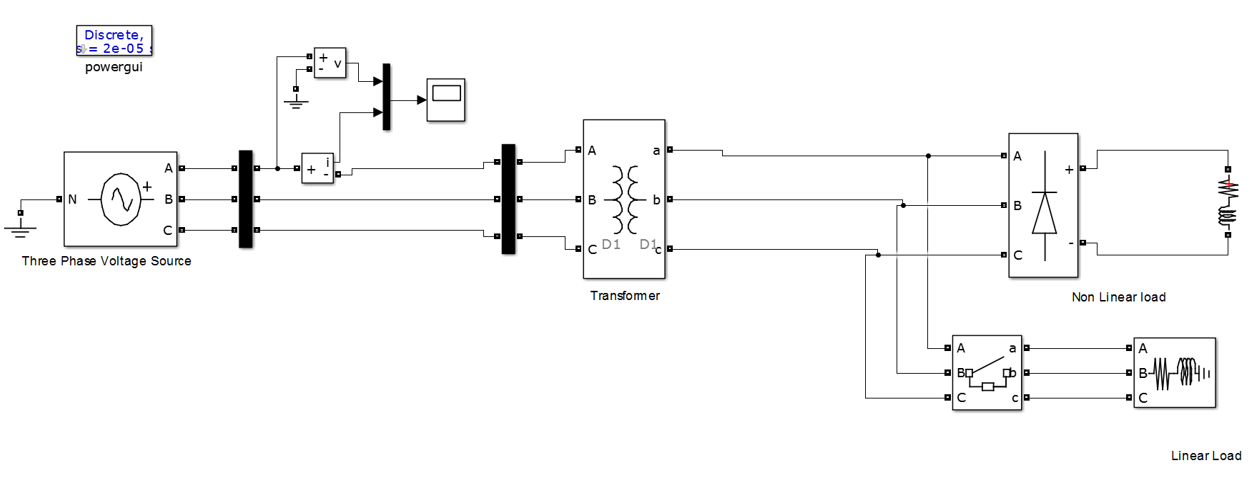 Discrete,
s = 2e-05 s
powergui
+
-
v
i
+
-
N
+
A
B
C
Three Phase Voltage Source
A
B
C
a
b
c
D1
D1
Transformer
A
B
C
+
-
Non Linear load
A
B
C
a
b
c
A
B
C
Linear Load